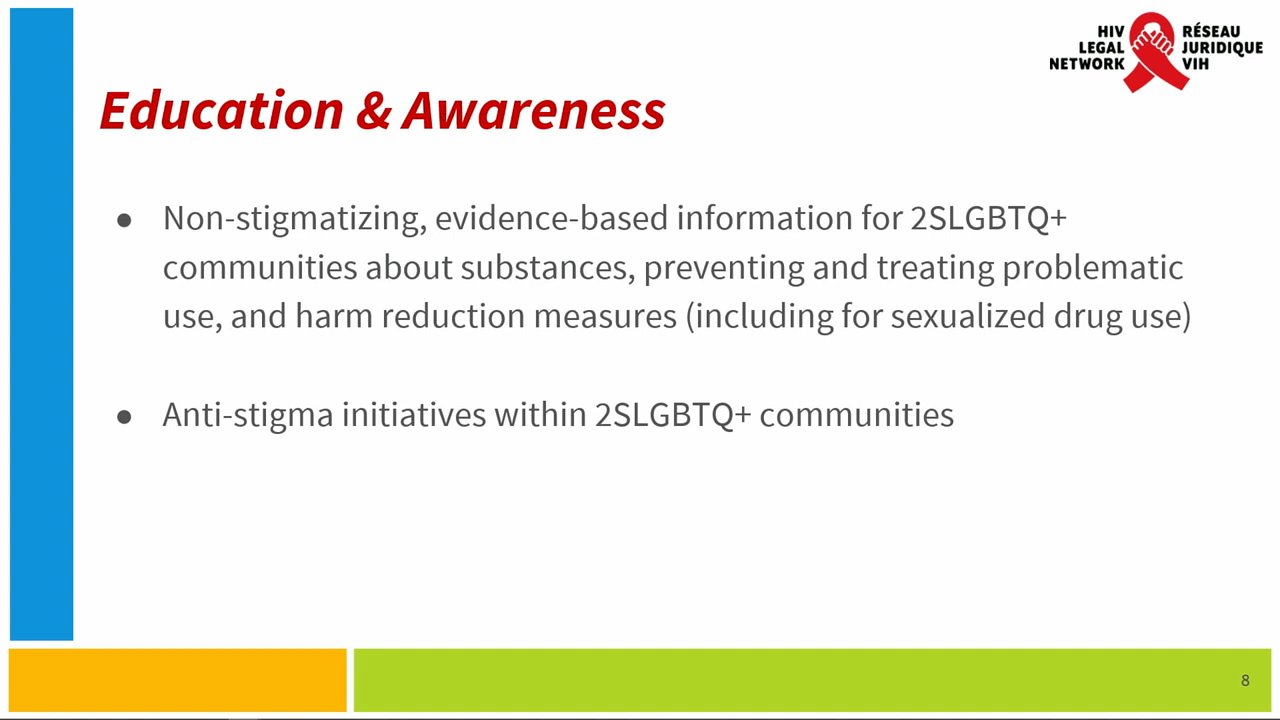 HIV
LEGAL
NETWORK
RÉSEAU
JURIDIQUE
VIH
Education & Awareness
● Non-stigmatizing, evidence-based information for 2SLGBTQ+
communities about substances, preventing and treating problematic
use, and harm reduction measures (including for sexualized drug use)
● Anti-stigma initiatives within 2SLGBTQ+ communities
8